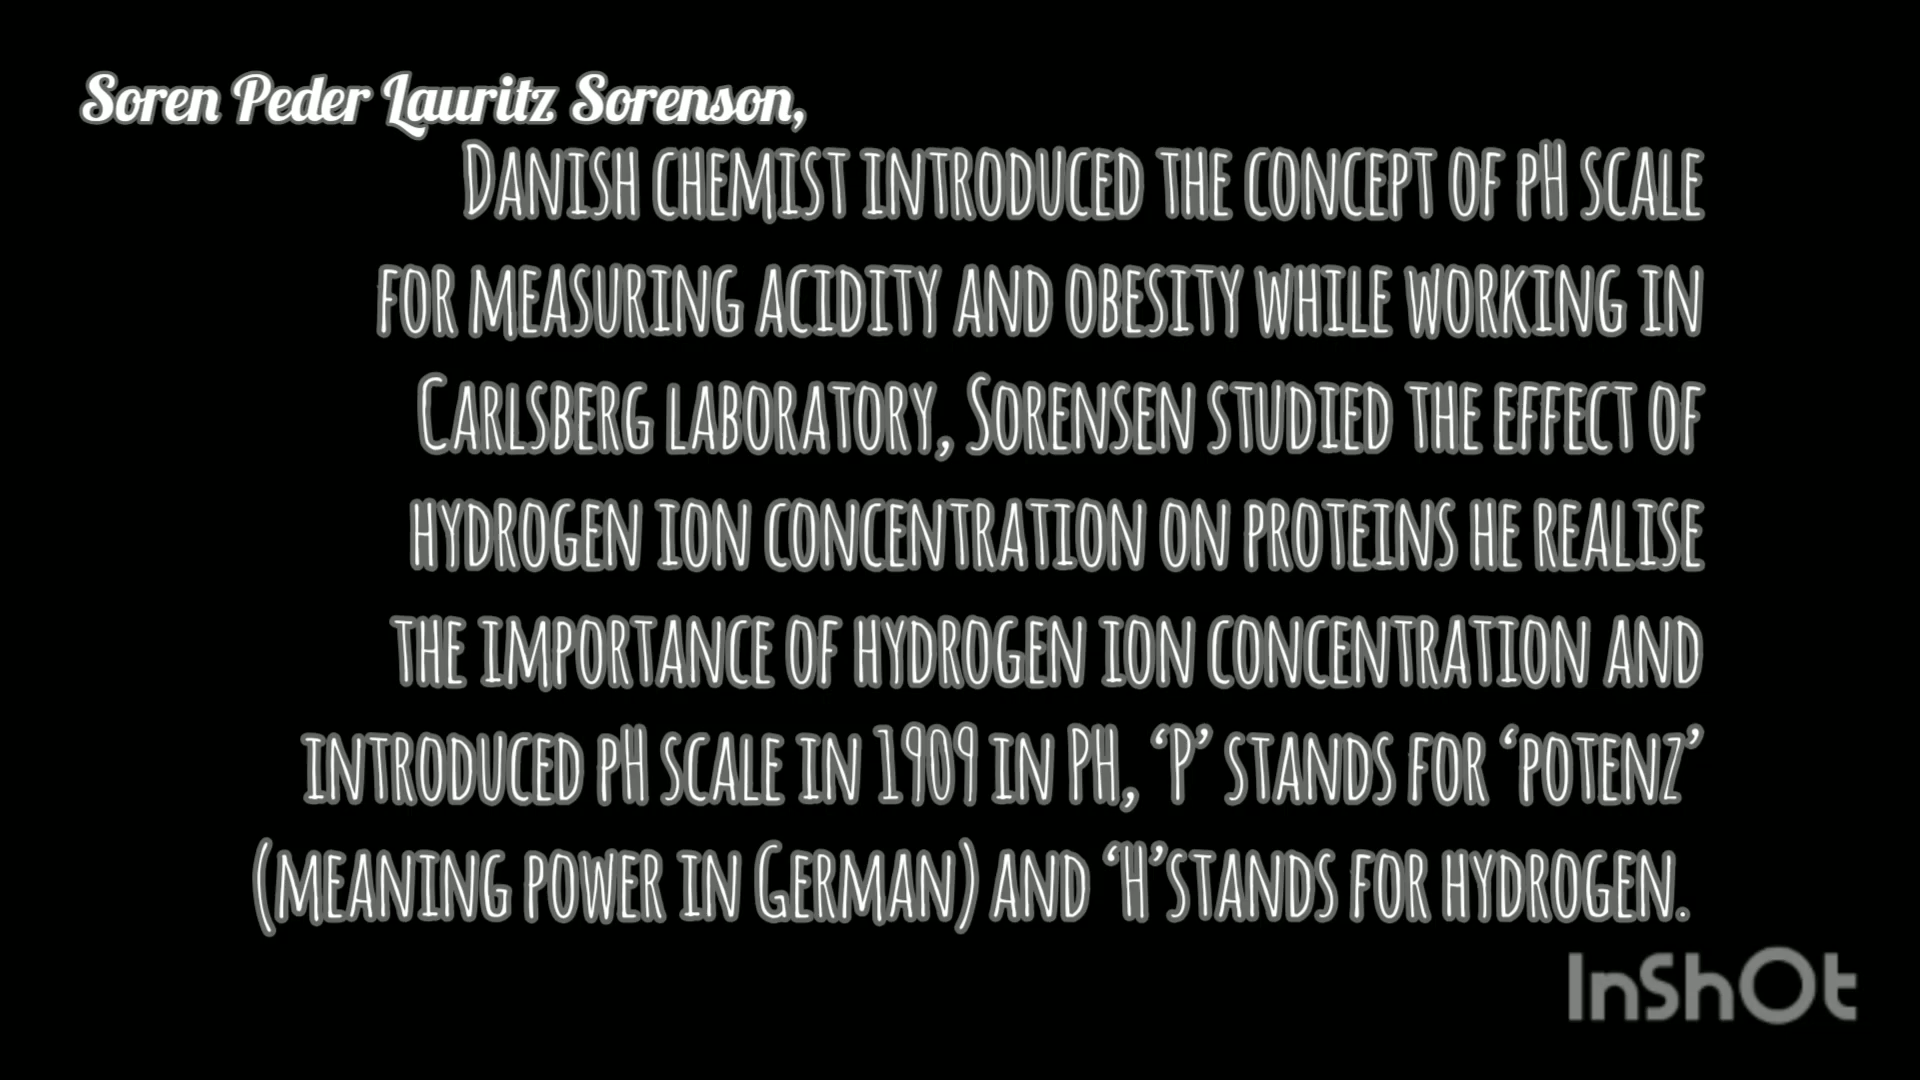 Soren Peder Lauritz Sorenson,
Danish chemist introduced the concept of pH scale
for measuring acidity and obesity while working in
Carlsberg laboratory, Sorensen studied the effect of
hydrogen ion concentration on proteins he realise
the importance of hydrogen ion concentration and
introduced pH scale in 1909 in PH, ‘P’ stands for ‘potenz’
(meaning power in German) and ‘H’stands for hydrogen.
InShOt